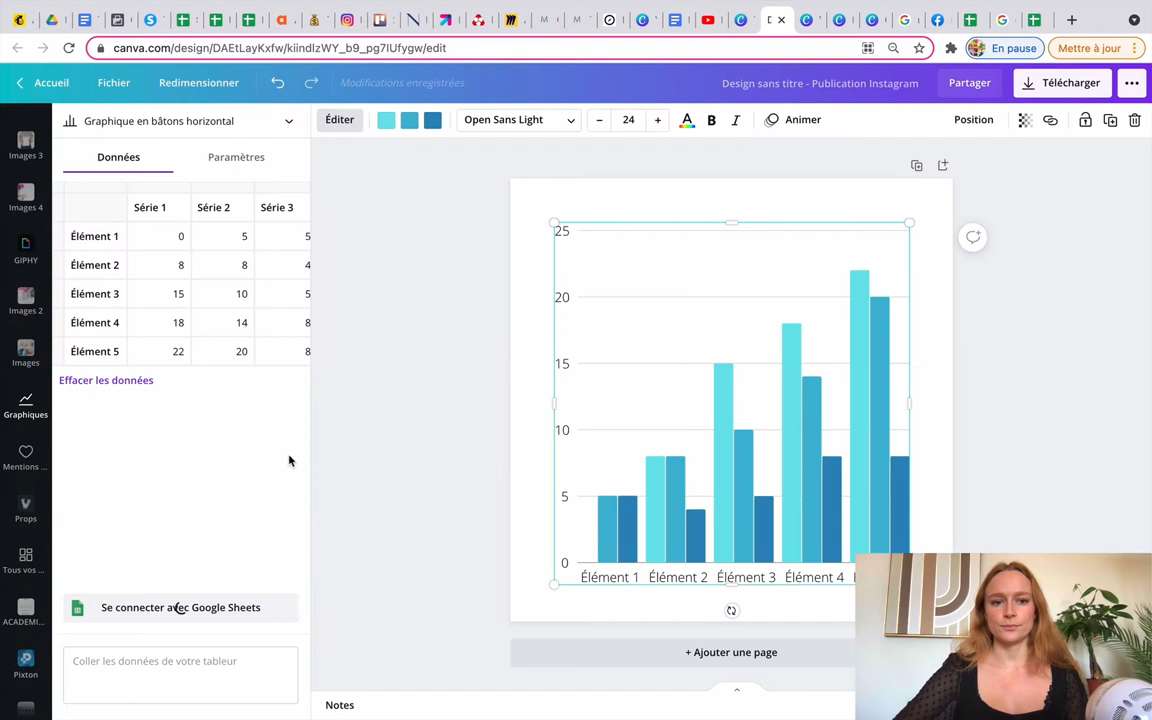 canva.com/design/DAEtLayKxfw/kiindIzWY_b9_pg7IUfygw/edit
En pause
Mettre à jour
Accueil
Fichier
Redimensionner
Modifications enregistrées
Design sans titre - Publication Instagram
Partager
Télécharger
Graphique en bâtons horizontal
Éditer
Open Sans Light
24
A
B
I
Animer
Position
Données
Paramètres
Série 1 Série 2 Série 3
Élément 1 0 5 5
Élément 2 8 8 4
Élément 3 15 10 5
Élément 4 18 14 8
Élément 5 22 20 8
Effacer les données
Images 3
Images 4
GIPHY
Images 2
Images
Graphiques
Mentions ...
Props
Tous vos ...
ACADEMI...
Pixton
Se connecter avec Google Sheets
Coller les données de votre tableur
25
20
15
10
5
0
Élément 1 Élément 2 Élément 3 Élément 4
+ Ajouter une page
Notes